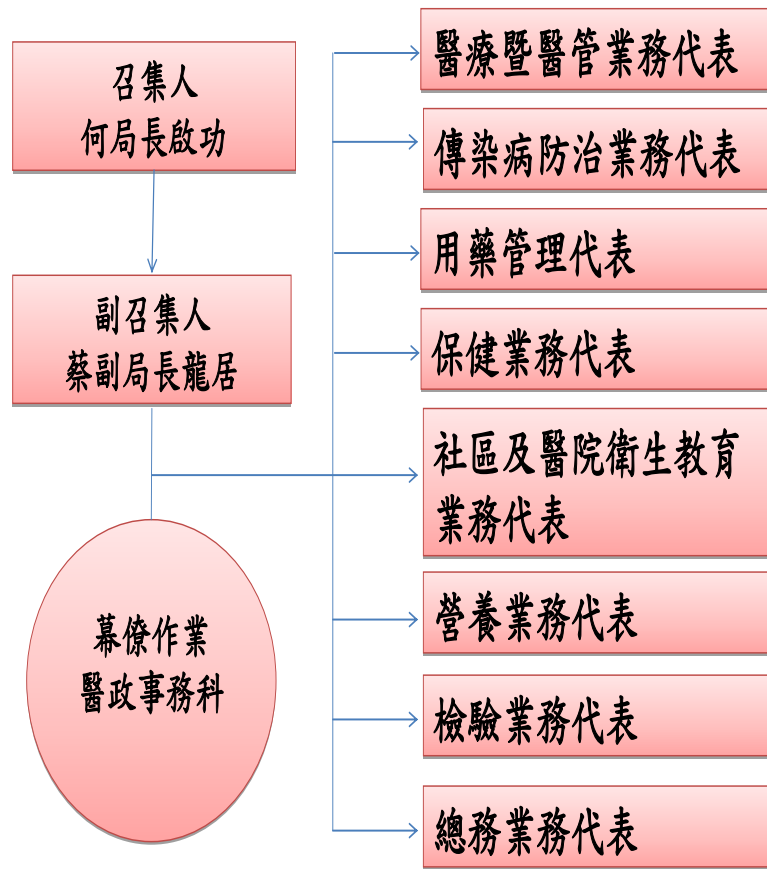 召集人
何局長啟功
副召集人
蔡副局長龍居
幕僚作業
醫政事務科
醫療暨醫管業務代表
傳染病防治業務代表
用藥管理代表
保健業務代表
社區及醫院衛生教育
業務代表
營養業務代表
檢驗業務代表
總務業務代表